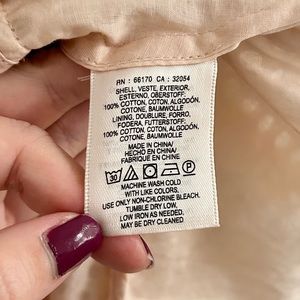 RN : 66170 CA : 32054
SHELL, VESTE, EXTERIOR,
ESTERNO, OBERSTOFF:
100% COTTON, COTON, ALGODÓN,
COTONE, BAUMWOLLE
LINING, DOUBLURE, FORRO,
FODERA, FUTTERSTOFF:
100% COTTON, COTON, ALGODÓN,
COTONE, BAUMWOLLE
MADE IN CHINA/
HECHO EN CHINA/
FABRIQUÉ EN CHINE
30
P
MACHINE WASH COLD
WITH LIKE COLORS.
USE ONLY NON-CHLORINE BLEACH.
TUMBLE DRY LOW.
LOW IRON AS NEEDED.
MAY BE DRY CLEANED